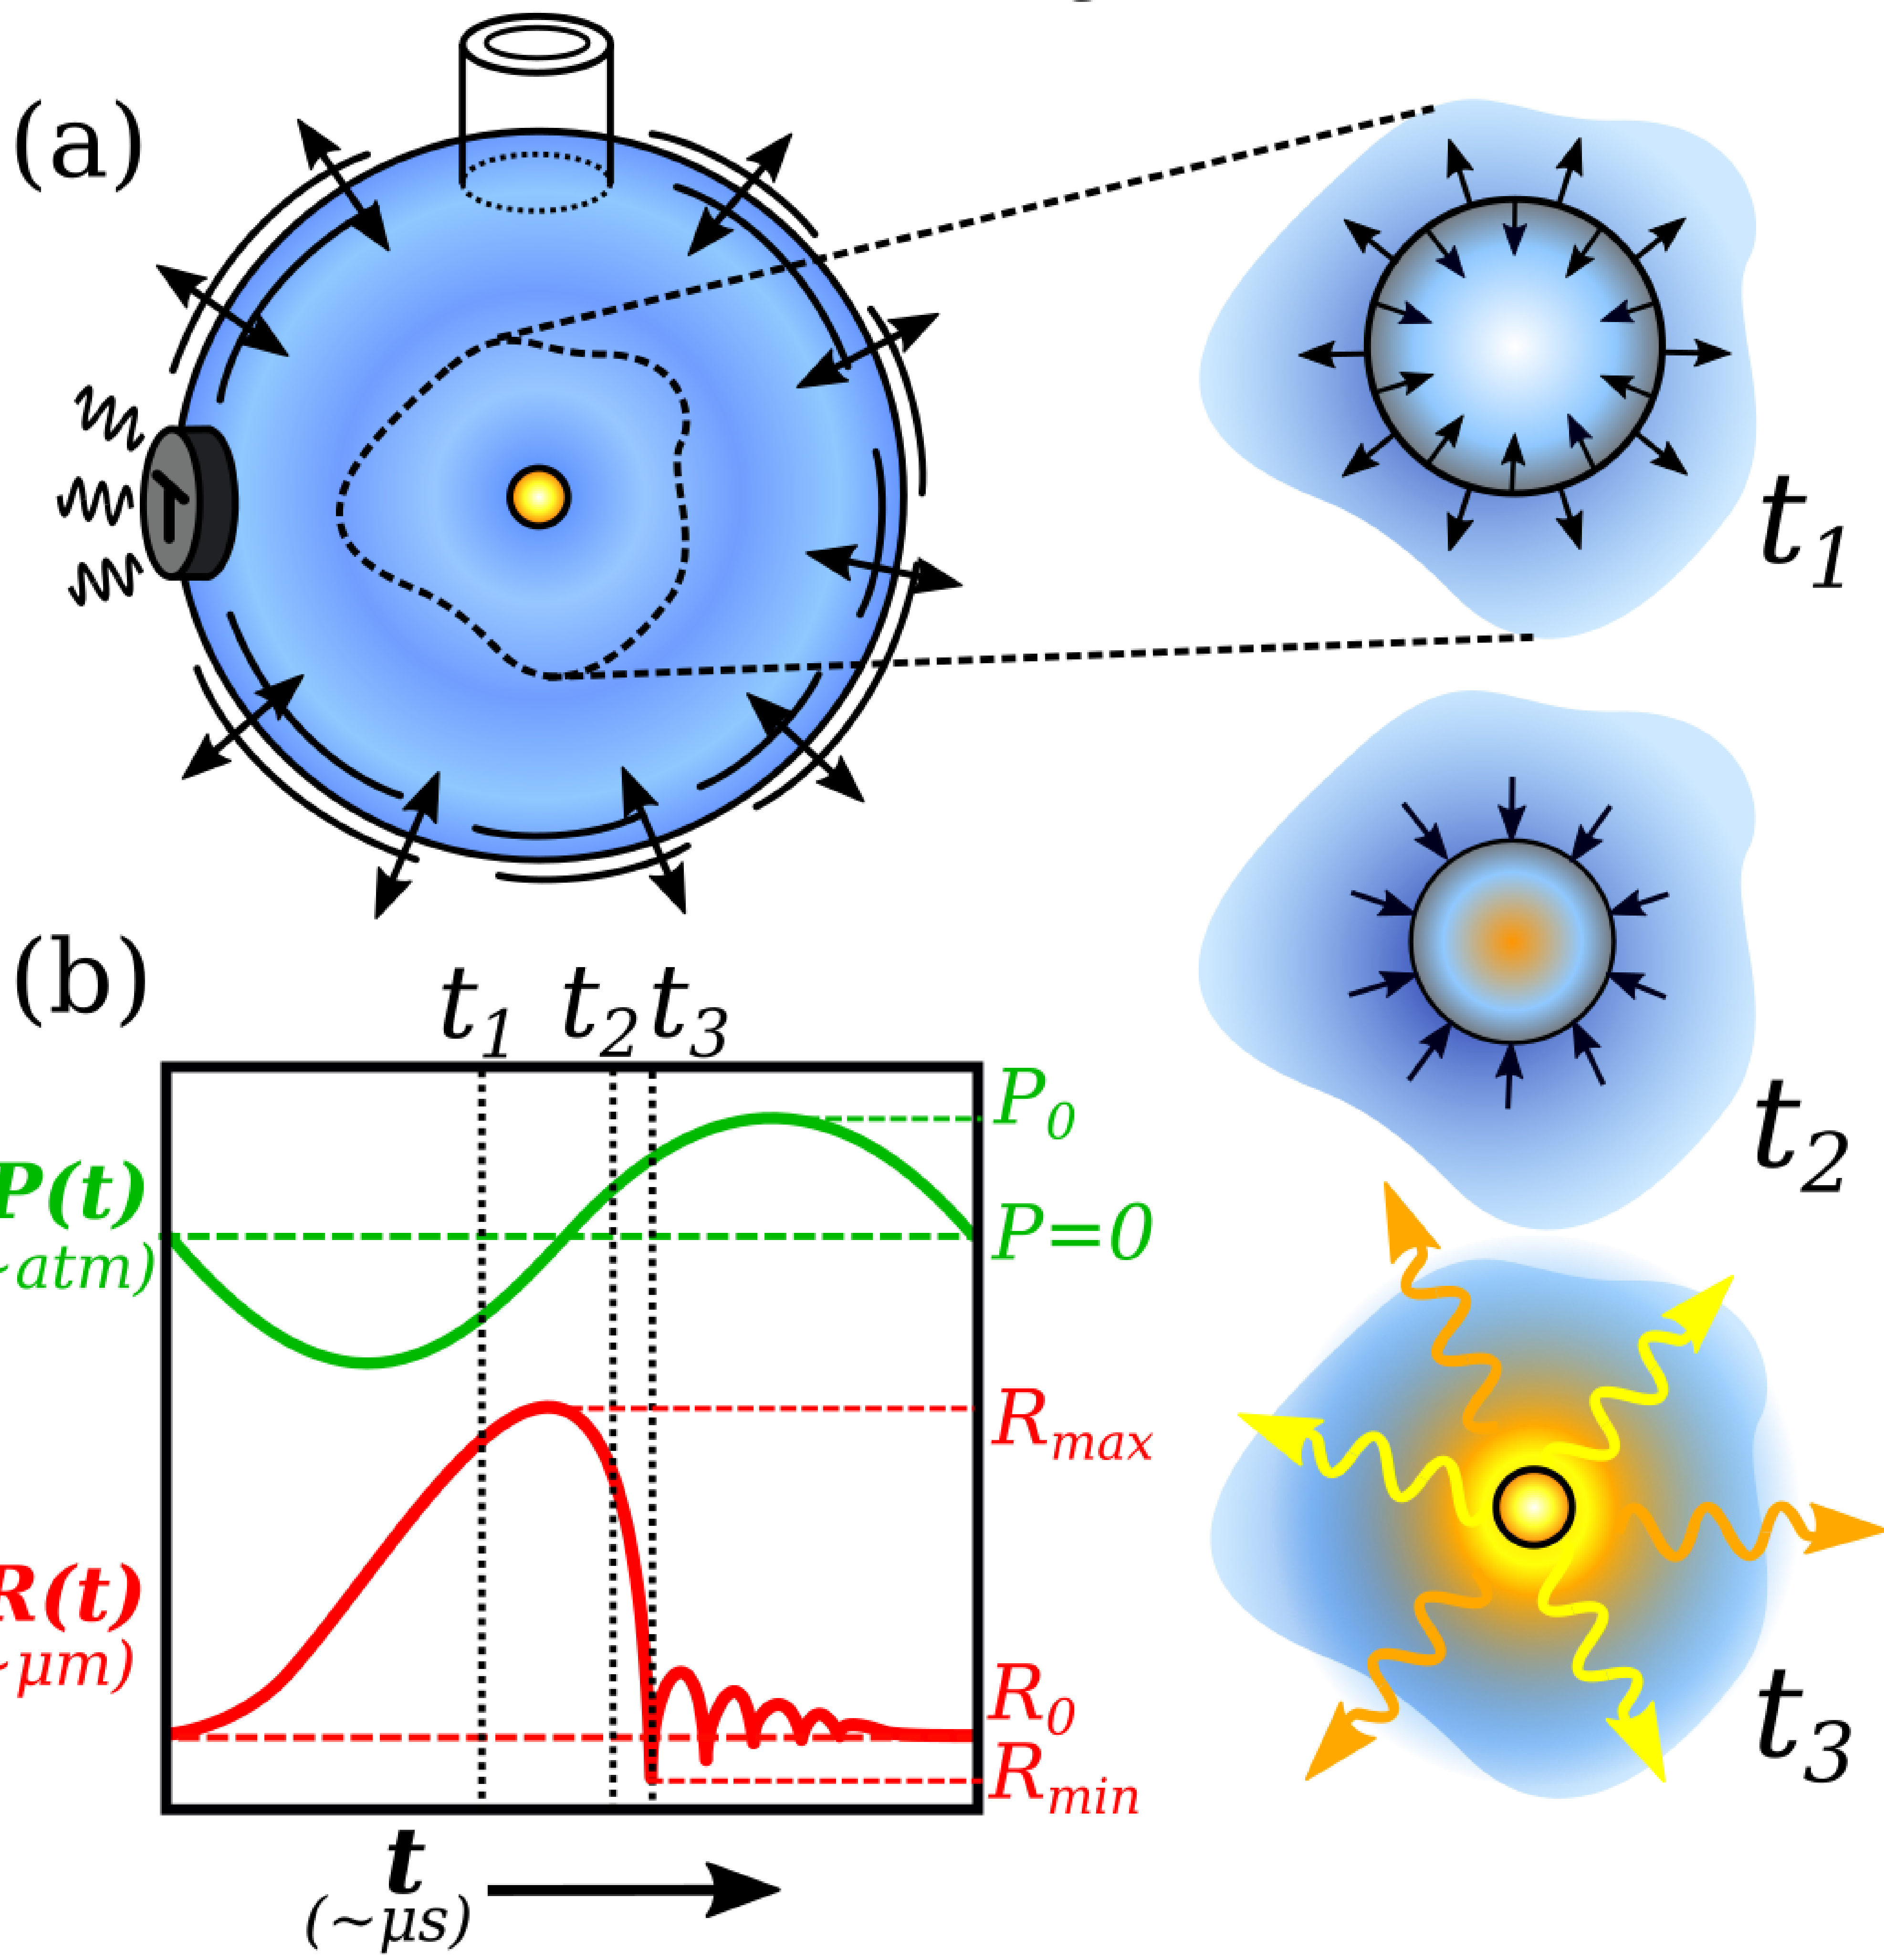 (a)
t1
t2
t3
(b)
t1 t2 t3
P(t)
~atm)
P0
P=0
Rmax
R(t)
~μm)
R0
Rmin
t
(~μs)